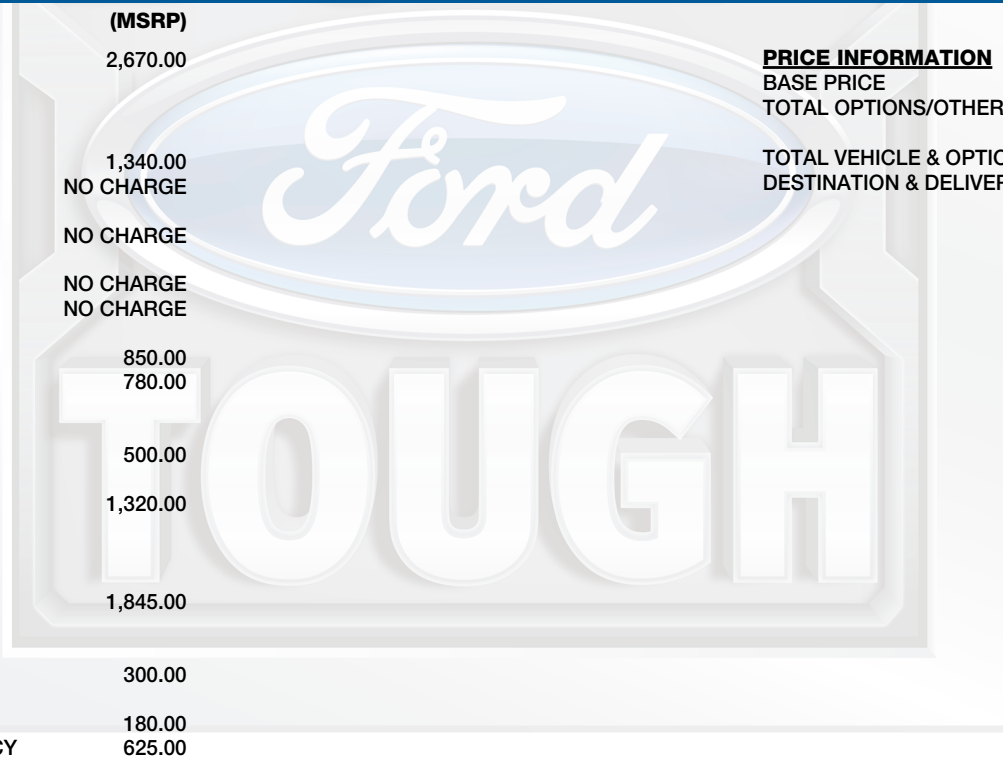 (MSRP)
2,670.00
1,340.00
NO CHARGE
NO CHARGE
NO CHARGE
NO CHARGE
850.00
780.00
500.00
1,320.00
1,845.00
300.00
180.00
CY 625.00
PRICE INFORMATION
BASE PRICE
TOTAL OPTIONS/OTHER
TOTAL VEHICLE & OPTIO
DESTINATION & DELIVER
Ford
TOUGH